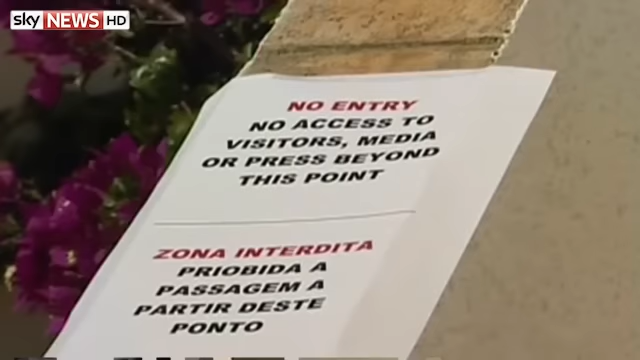 sky NEWS HD
NO ENTRY
NO ACCESS TO
VISITORS, MEDIA
OR PRESS BEYOND
THIS POINT
ZONA INTERDITA
PRIOBIDA A
PASSAGEM A
PARTIR DESTE
PONTO